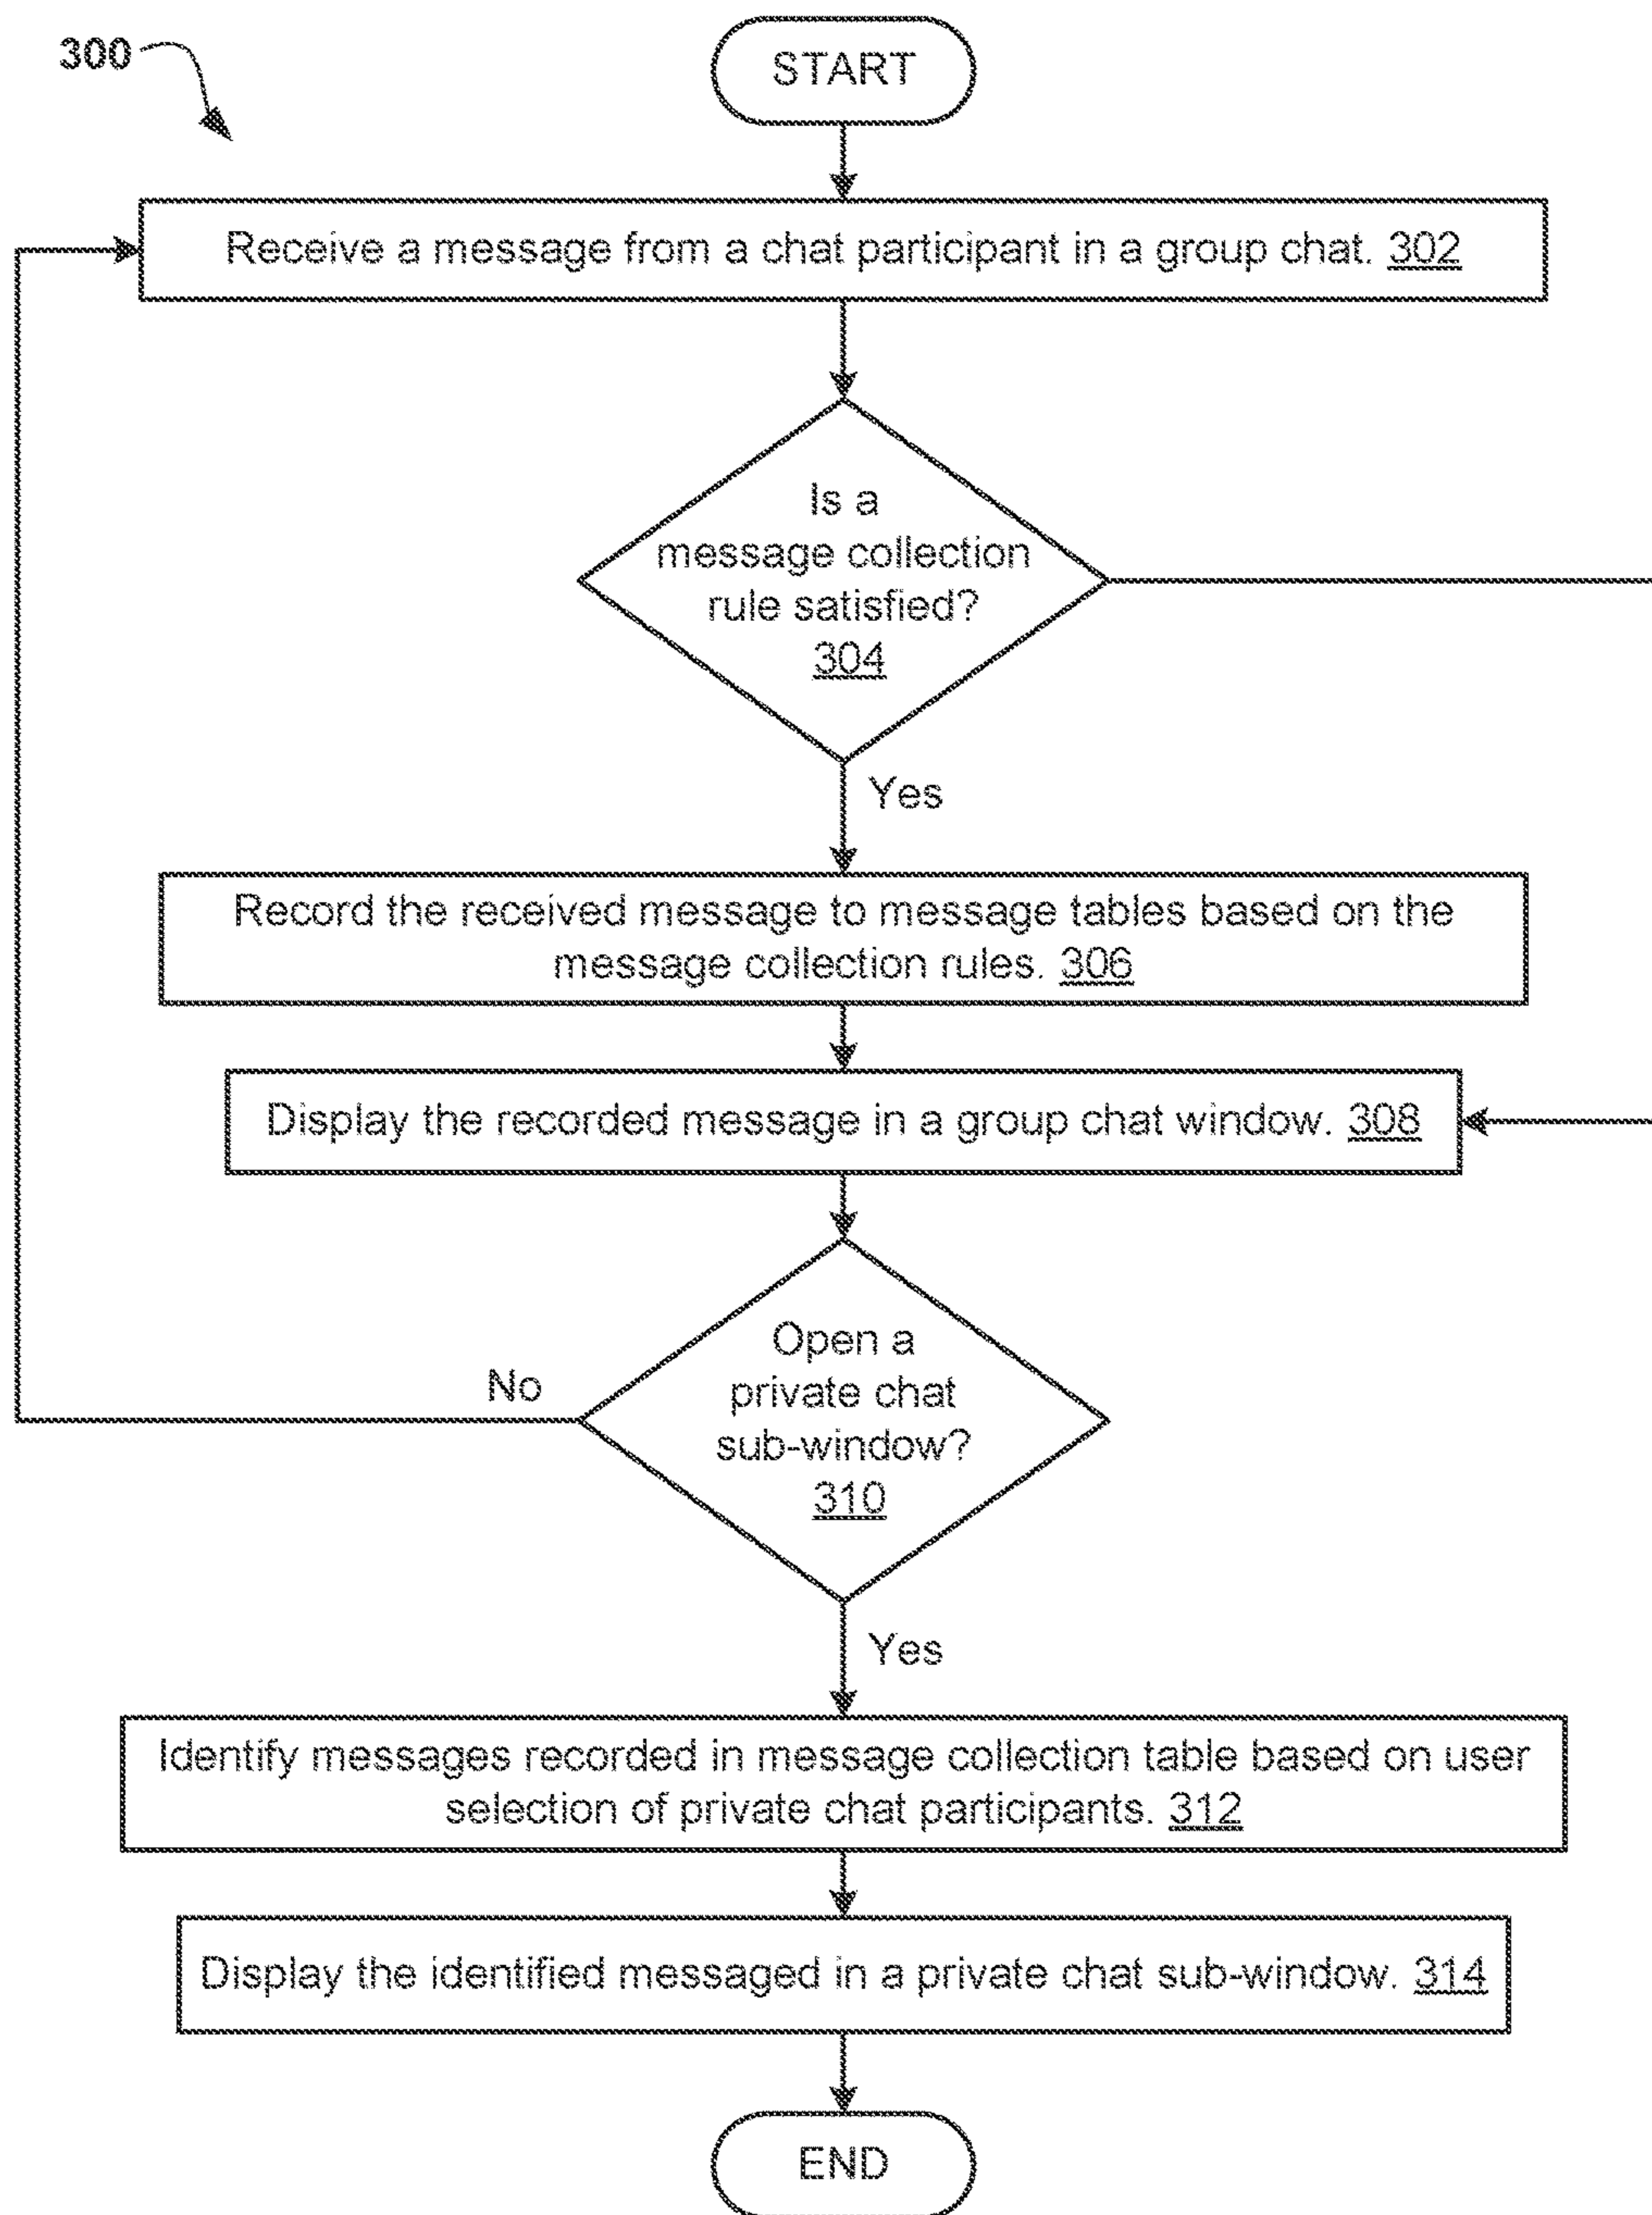 300
START
Receive a message from a chat participant in a group chat. 302
Is a
message collection
rule satisfied?
304
Yes
Record the received message to message tables based on the
message collection rules. 306
Display the recorded message in a group chat window. 308
Open a
private chat
sub-window?
310
No
Yes
Identify messages recorded in message collection table based on user
selection of private chat participants. 312
Display the identified messaged in a private chat sub-window. 314
END